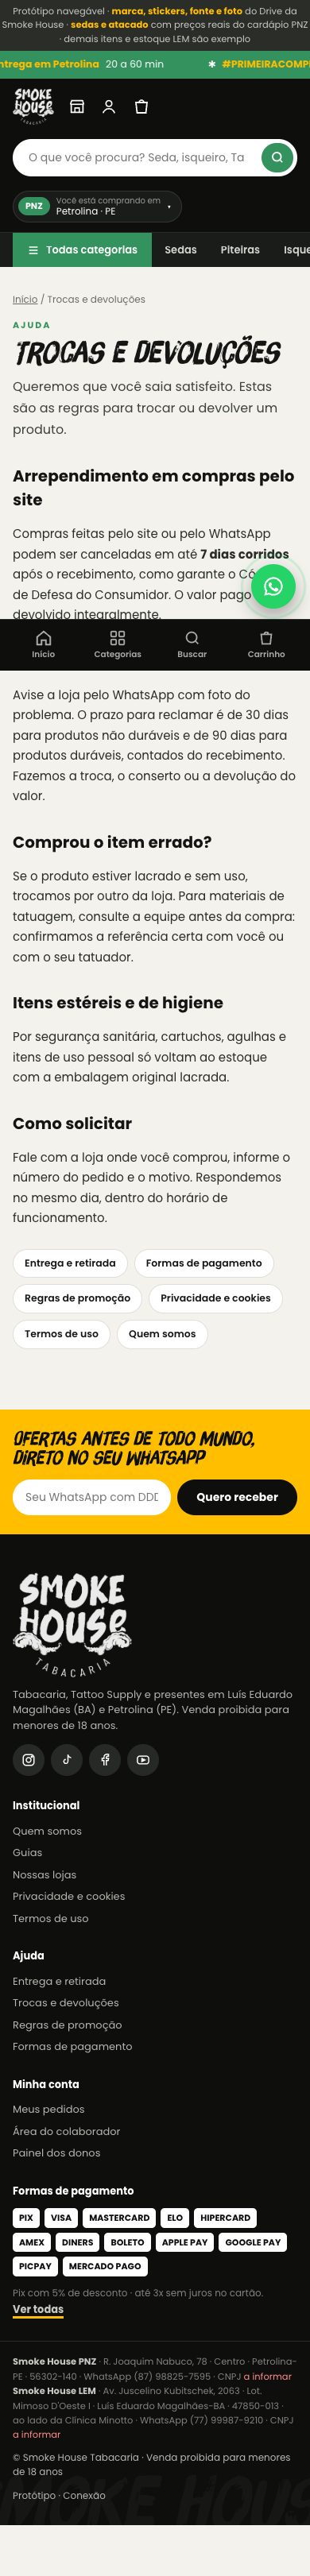 Protótipo navegável · marca, stickers, fonte e foto do Drive da
Smoke House · sedas e atacado com preços reais do cardápio PNZ
· demais itens e estoque LEM são exemplo
ntrega em Petrolina 20 a 60 min ✱ #PRIMEIRACOMP
SMOKE
HOUSE
O que você procura? Seda, isqueiro, Ta
PNZ
Você está comprando em
Petrolina · PE
Todas categorias Sedas Piteiras Isque
Início / Trocas e devoluções
AJUDA
TROCAS E DEVOLUÇÕES
Queremos que você saia satisfeito. Estas
são as regras para trocar ou devolver um
produto.
Arrependimento em compras pelo
site
Compras feitas pelo site ou pelo WhatsApp
podem ser canceladas em até 7 dias corridos
após o recebimento, como garante o Có
de Defesa do Consumidor. O valor pago
devolvido integralmente.
Início Categorias Buscar Carrinho
Avise a loja pelo WhatsApp com foto do
problema. O prazo para reclamar é de 30 dias
para produtos não duráveis e de 90 dias para
produtos duráveis, contados do recebimento.
Fazemos a troca, o conserto ou a devolução do
valor.
Comprou o item errado?
Se o produto estiver lacrado e sem uso,
trocamos por outro da loja. Para materiais de
tatuagem, consulte a equipe antes da compra:
confirmamos a referência certa com você ou
com o seu tatuador.
Itens estéreis e de higiene
Por segurança sanitária, cartuchos, agulhas e
itens de uso pessoal só voltam ao estoque
com a embalagem original lacrada.
Como solicitar
Fale com a loja onde você comprou, informe o
número do pedido e o motivo. Respondemos
no mesmo dia, dentro do horário de
funcionamento.
Entrega e retirada Formas de pagamento
Regras de promoção Privacidade e cookies
Termos de uso Quem somos
OFERTAS ANTES DE TODO MUNDO,
DIRETO NO SEU WHATSAPP
Seu WhatsApp com DDD Quero receber
SMOKE
HOUSE
TABACARIA
Tabacaria, Tattoo Supply e presentes em Luís Eduardo
Magalhães (BA) e Petrolina (PE). Venda proibida para
menores de 18 anos.
Institucional
Quem somos
Guias
Nossas lojas
Privacidade e cookies
Termos de uso
Ajuda
Entrega e retirada
Trocas e devoluções
Regras de promoção
Formas de pagamento
Minha conta
Meus pedidos
Área do colaborador
Painel dos donos
Formas de pagamento
PIX VISA MASTERCARD ELO HIPERCARD
AMEX DINERS BOLETO APPLE PAY GOOGLE PAY
PICPAY MERCADO PAGO
Pix com 5% de desconto · até 3x sem juros no cartão.
Ver todas
Smoke House PNZ · R. Joaquim Nabuco, 78 · Centro · Petrolina-
PE · 56302-140 · WhatsApp (87) 98825-7595 · CNPJ a informar
Smoke House LEM · Av. Juscelino Kubitschek, 2063 · Lot.
Mimoso D'Oeste I · Luís Eduardo Magalhães-BA · 47850-013 ·
ao lado da Clínica Minotto · WhatsApp (77) 99987-9210 · CNPJ
a informar
© Smoke House Tabacaria · Venda proibida para menores
de 18 anos
Protótipo · Conexão
SMOKE HOUS